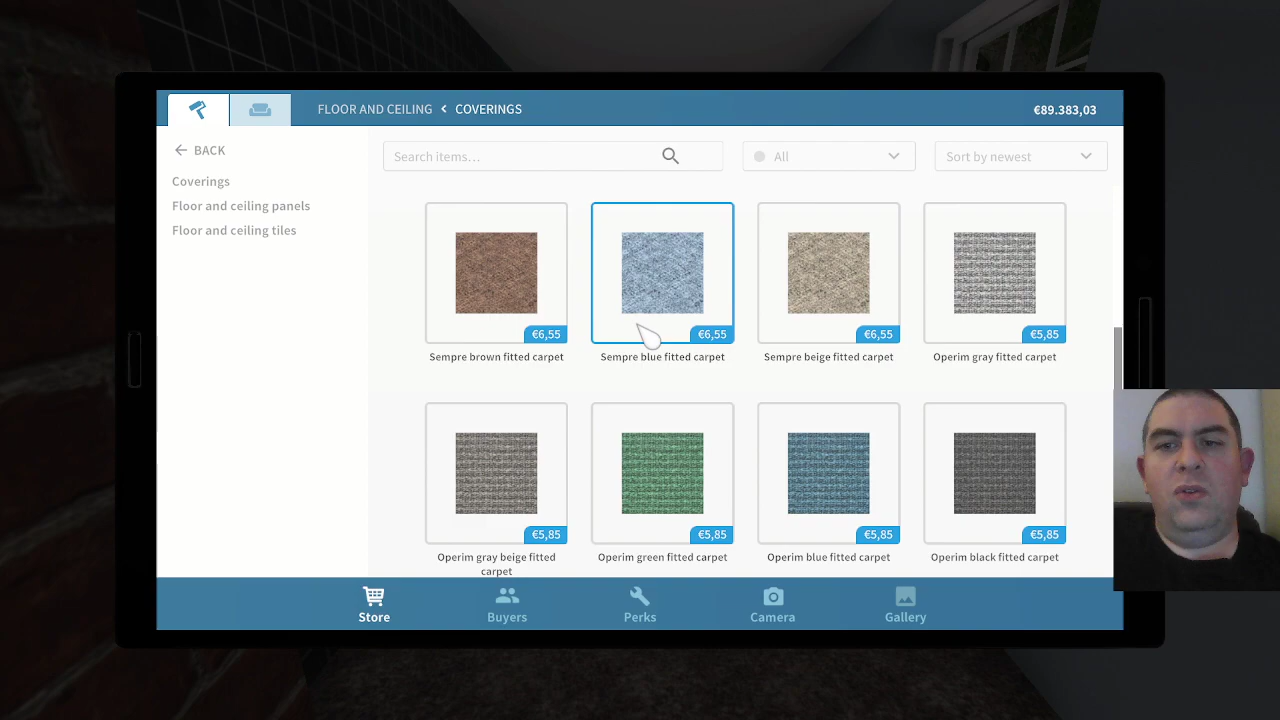 FLOOR AND CEILING < COVERINGS
€89.383,03
BACK
Search items...
All
Sort by newest
Coverings
Floor and ceiling panels
Floor and ceiling tiles
€6,55
€6,55
€6,55
€5,85
Sempre brown fitted carpet
Sempre blue fitted carpet
Sempre beige fitted carpet
Operim gray fitted carpet
€5,85
€5,85
€5,85
€5,85
Operim gray beige fitted
carpet
Operim green fitted carpet
Operim blue fitted carpet
Operim black fitted carpet
Store
Buyers
Perks
Camera
Gallery